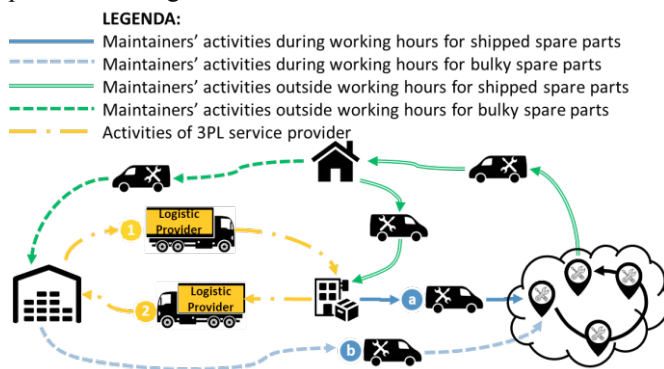 LEGENDA:
Maintainers' activities during working hours for shipped spare parts
Maintainers' activities during working hours for bulky spare parts
Maintainers' activities outside working hours for shipped spare parts
Maintainers' activities outside working hours for bulky spare parts
Activities of 3PL service provider
1
Logistic
Provider
2
Logistic
Provider
a
b